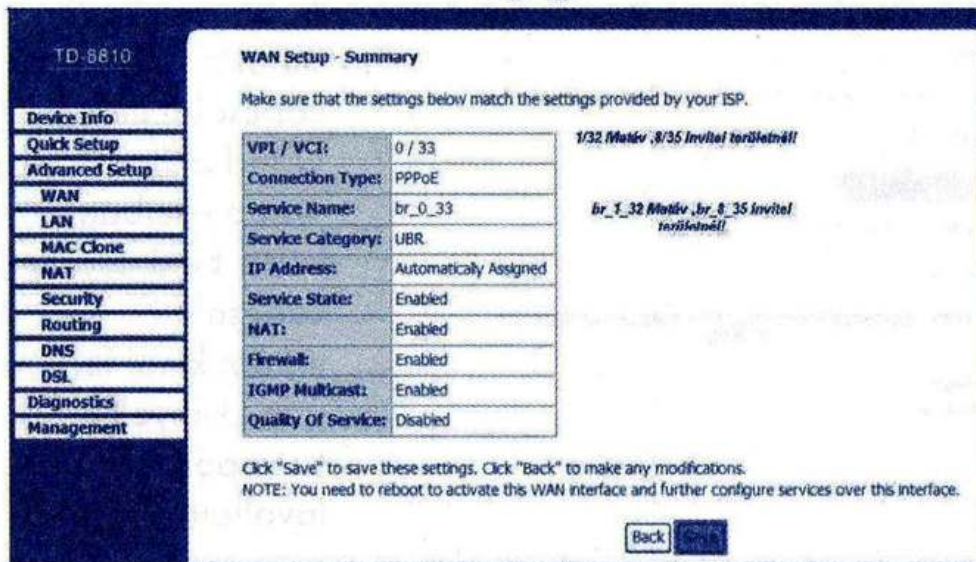 TD-8810
WAN Setup - Summary
Make sure that the settings below match the settings provided by your ISP.
Device Info
Quick Setup
Advanced Setup
WAN
LAN
MAC Clone
NAT
Security
Routing
DNS
DSL
Diagnostics
Management
VPI / VCI: 0 / 33
Connection Type: PPPoE
Service Name: br_0_33
Service Category: UBR
IP Address: Automatically Assigned
Service State: Enabled
NAT: Enabled
Firewall: Enabled
IGMP Multicast: Enabled
Quality Of Service: Disabled
1/32 Matáv ,8/35 Invitel területnél!
br_1_32 Matáv ,br_8_35 Invitel
területnél!
Click "Save" to save these settings. Click "Back" to make any modifications.
NOTE: You need to reboot to activate this WAN interface and further configure services over this interface.
Back
Save